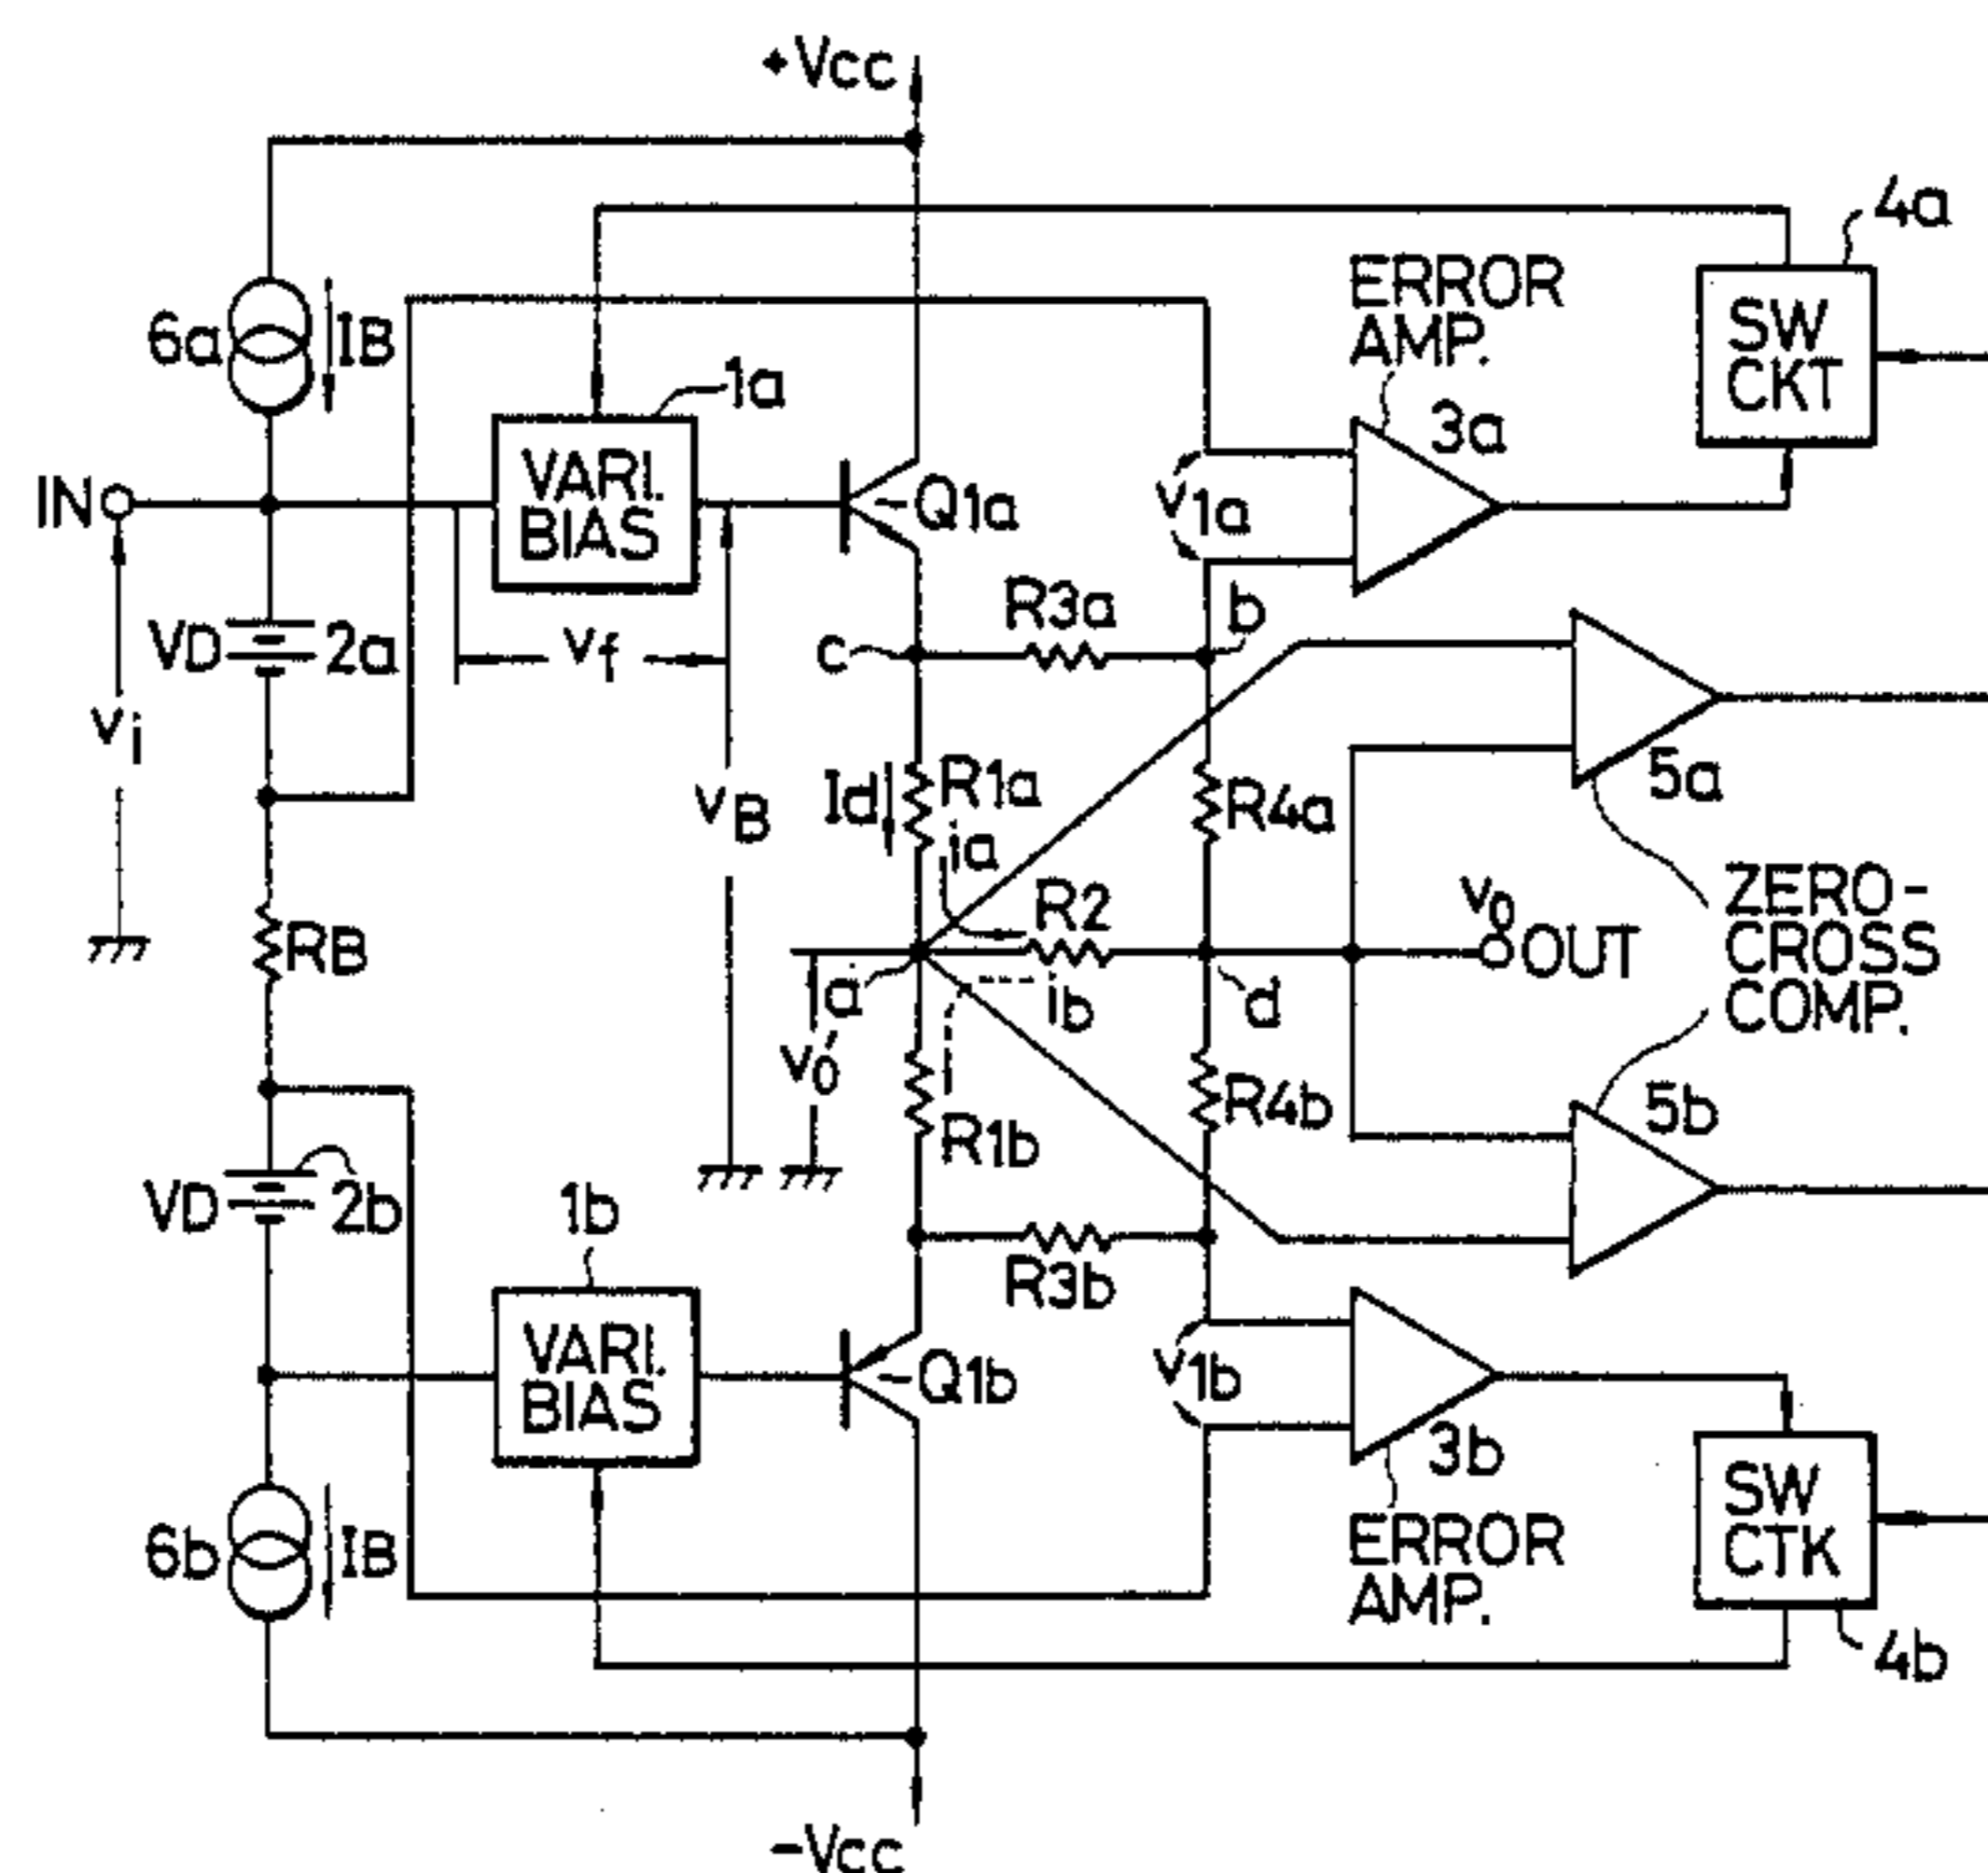 +Vcc
4a
ERROR
AMP.
SW
CKT
6a
IB
1a
3a
IN
VARI.
BIAS
Q1a
v1a
R3a
b
VD
2a
vf
c
vi
5a
R1a
Id
R4a
vB
ia
R2
v0
OUT
ZERO-
CROSS
COMP.
RB
a
ib
d
v0'
R4b
5b
R1b
VD
2b
1b
R3b
VARI.
BIAS
Q1b
v1b
3b
SW
CTK
6b
IB
ERROR
AMP.
4b
-Vcc